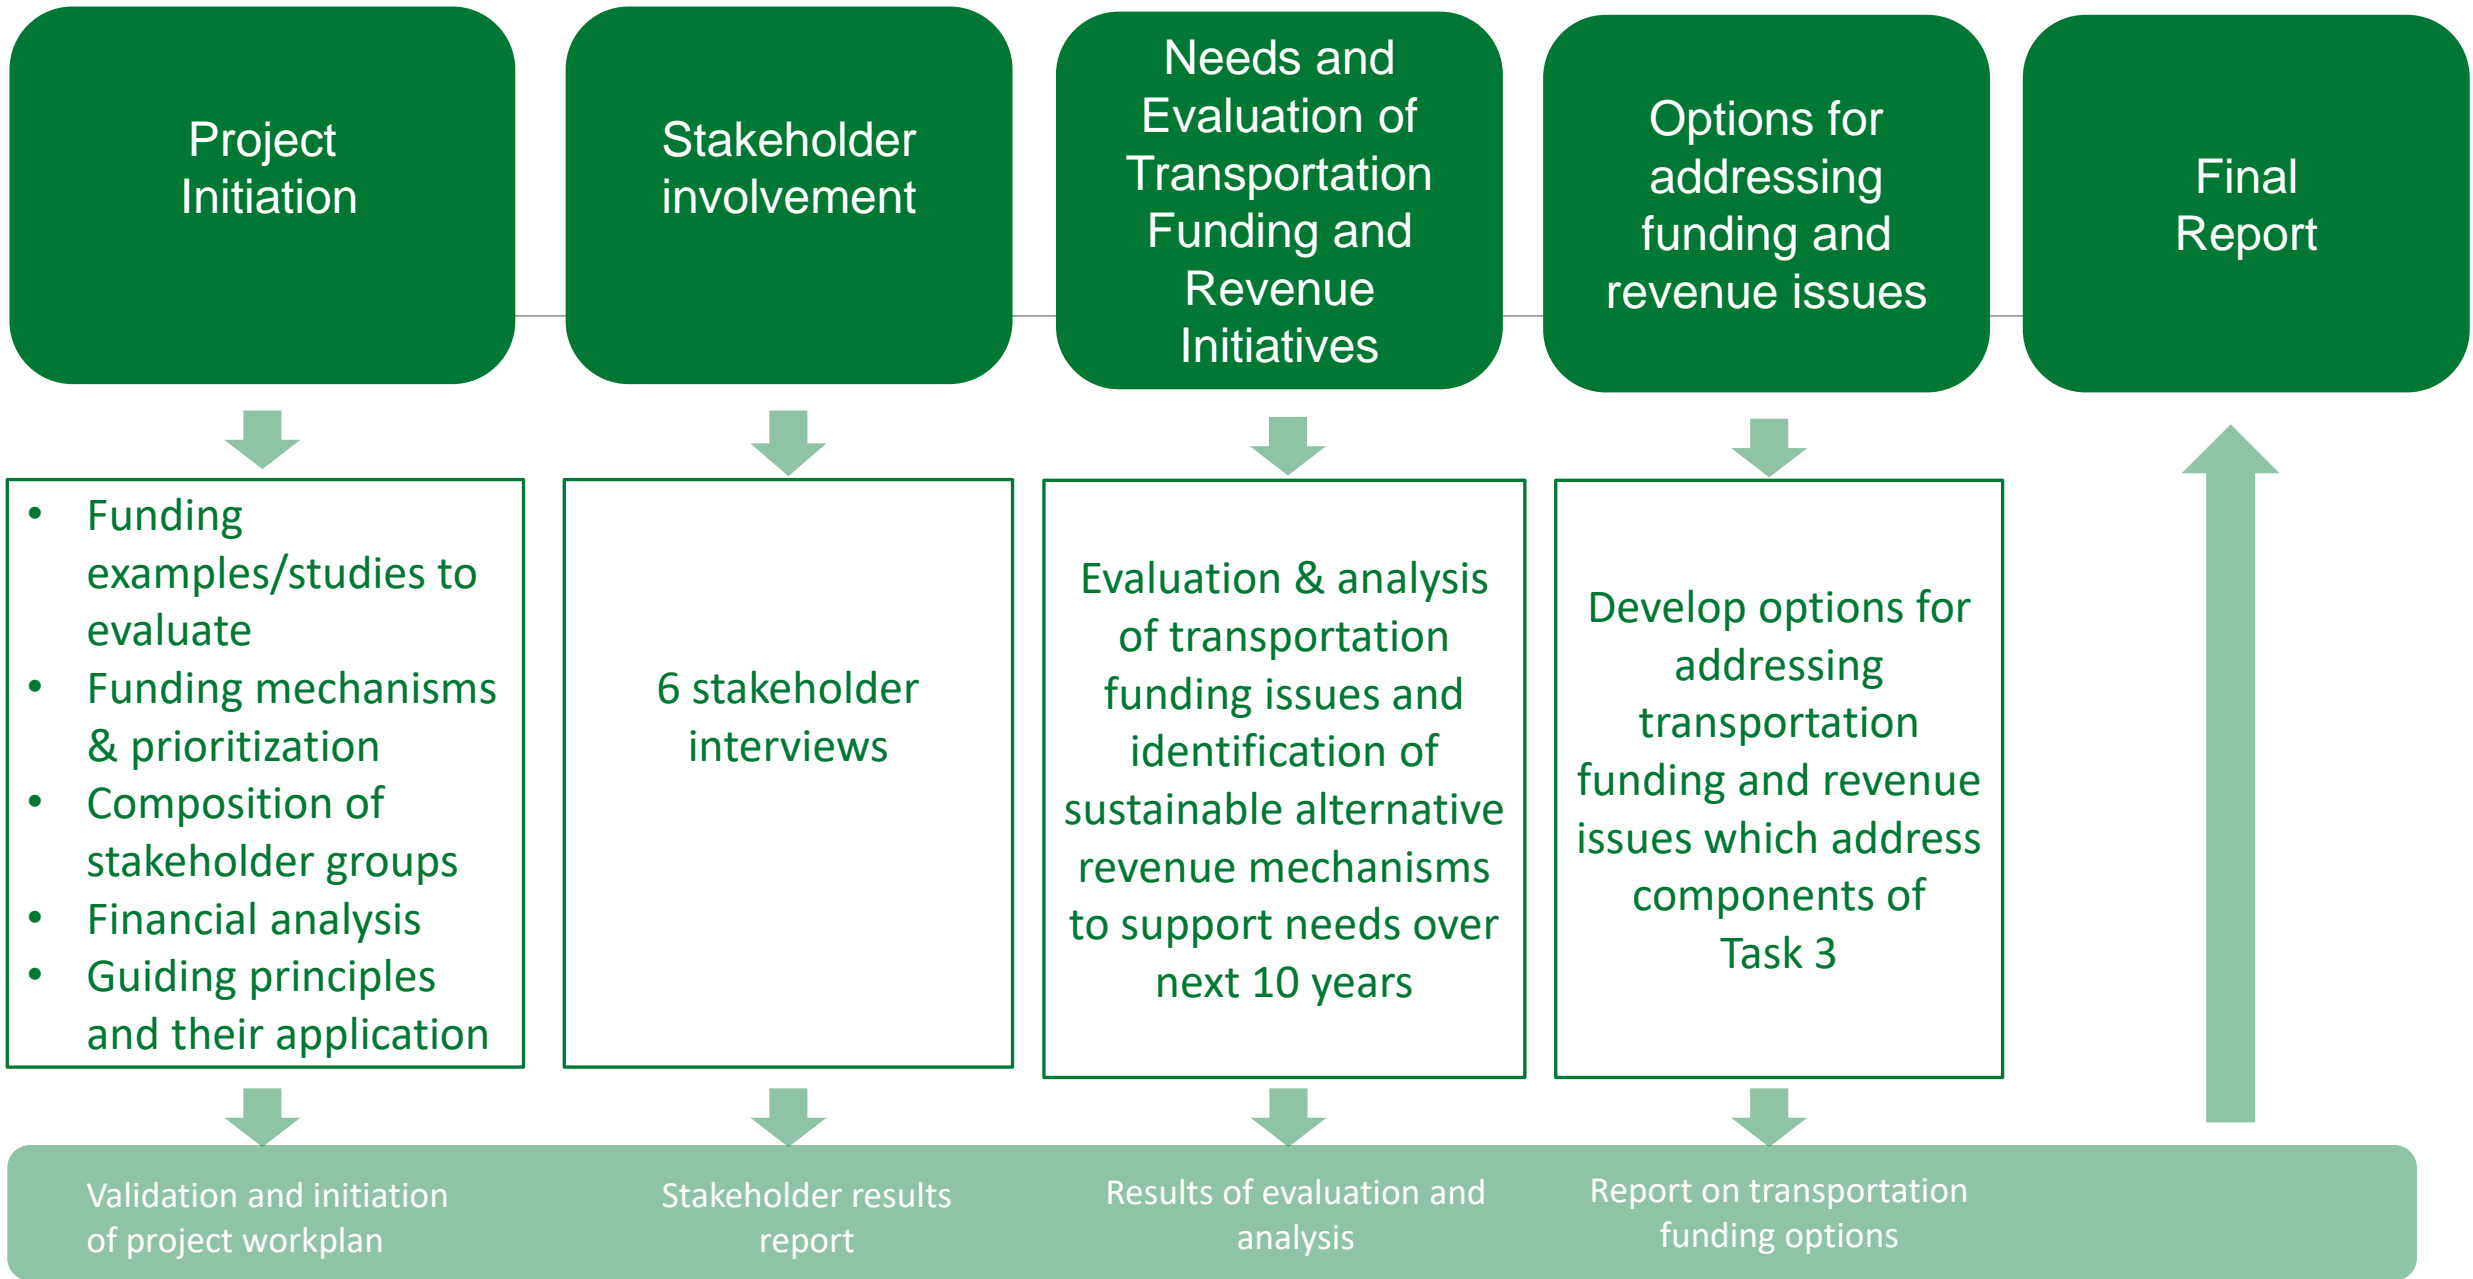 Project
Initiation
Stakeholder
involvement
Needs and
Evaluation of
Transportation
Funding and
Revenue
Initiatives
Options for
addressing
funding and
revenue issues
Final
Report
• Funding
examples/studies to
evaluate
• Funding mechanisms
& prioritization
• Composition of
stakeholder groups
• Financial analysis
• Guiding principles
and their application
6 stakeholder
interviews
Evaluation & analysis
of transportation
funding issues and
identification of
sustainable alternative
revenue mechanisms
to support needs over
next 10 years
Develop options for
addressing
transportation
funding and revenue
issues which address
components of
Task 3
Validation and initiation
of project workplan
Stakeholder results
report
Results of evaluation and
analysis
Report on transportation
funding options